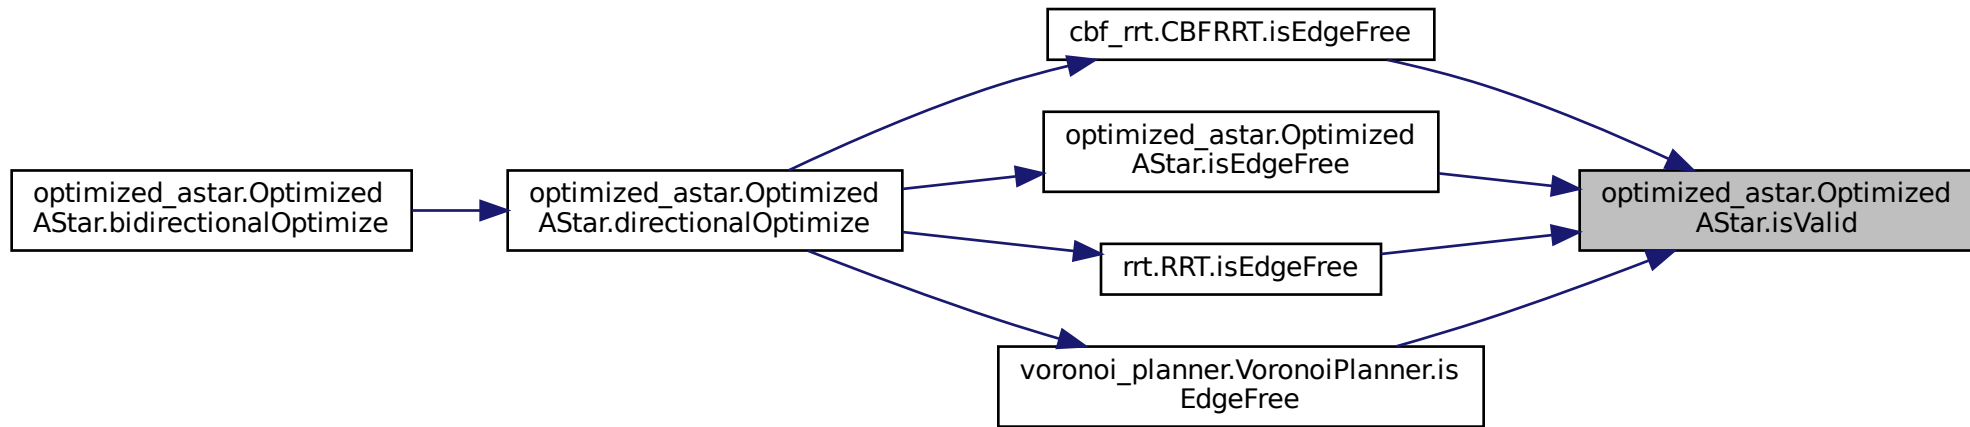 cbf_rrt.CBFRRT.isEdgeFree
optimized_astar.Optimized
AStar.isEdgeFree
optimized_astar.Optimized
AStar.bidirectionalOptimize
optimized_astar.Optimized
AStar.directionalOptimize
optimized_astar.Optimized
AStar.isValid
rrt.RRT.isEdgeFree
voronoi_planner.VoronoiPlanner.is
EdgeFree